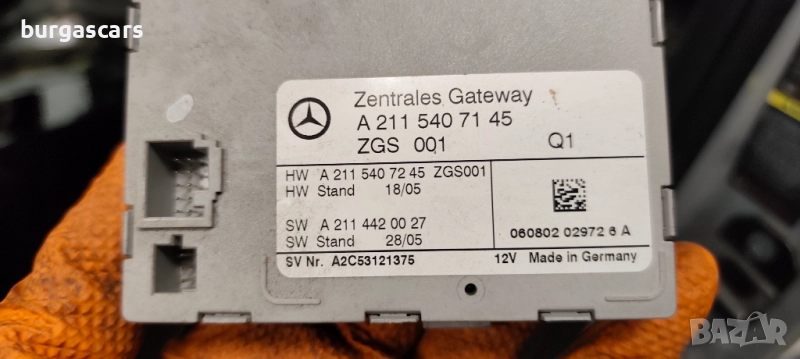 burgascars
Zentrales Gateway
A 211 540 71 45
ZGS 001 Q1
HW A 211 540 72 45 ZGS001
HW Stand 18/05
SW A 211 442 00 27
SW Stand 28/05
060802 02972 6 A
SV Nr. A2C53121375 12V Made in Germany
BAZAR